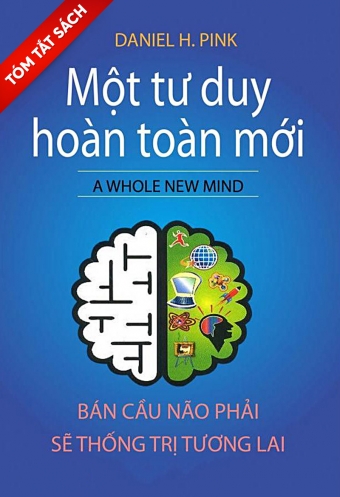 TÓM TẮT SÁCH
DANIEL H. PINK
Một tư duy
hoàn toàn mới
A WHOLE NEW MIND
BÁN CẦU NÃO PHẢI
SẼ THỐNG TRỊ TƯƠNG LAI